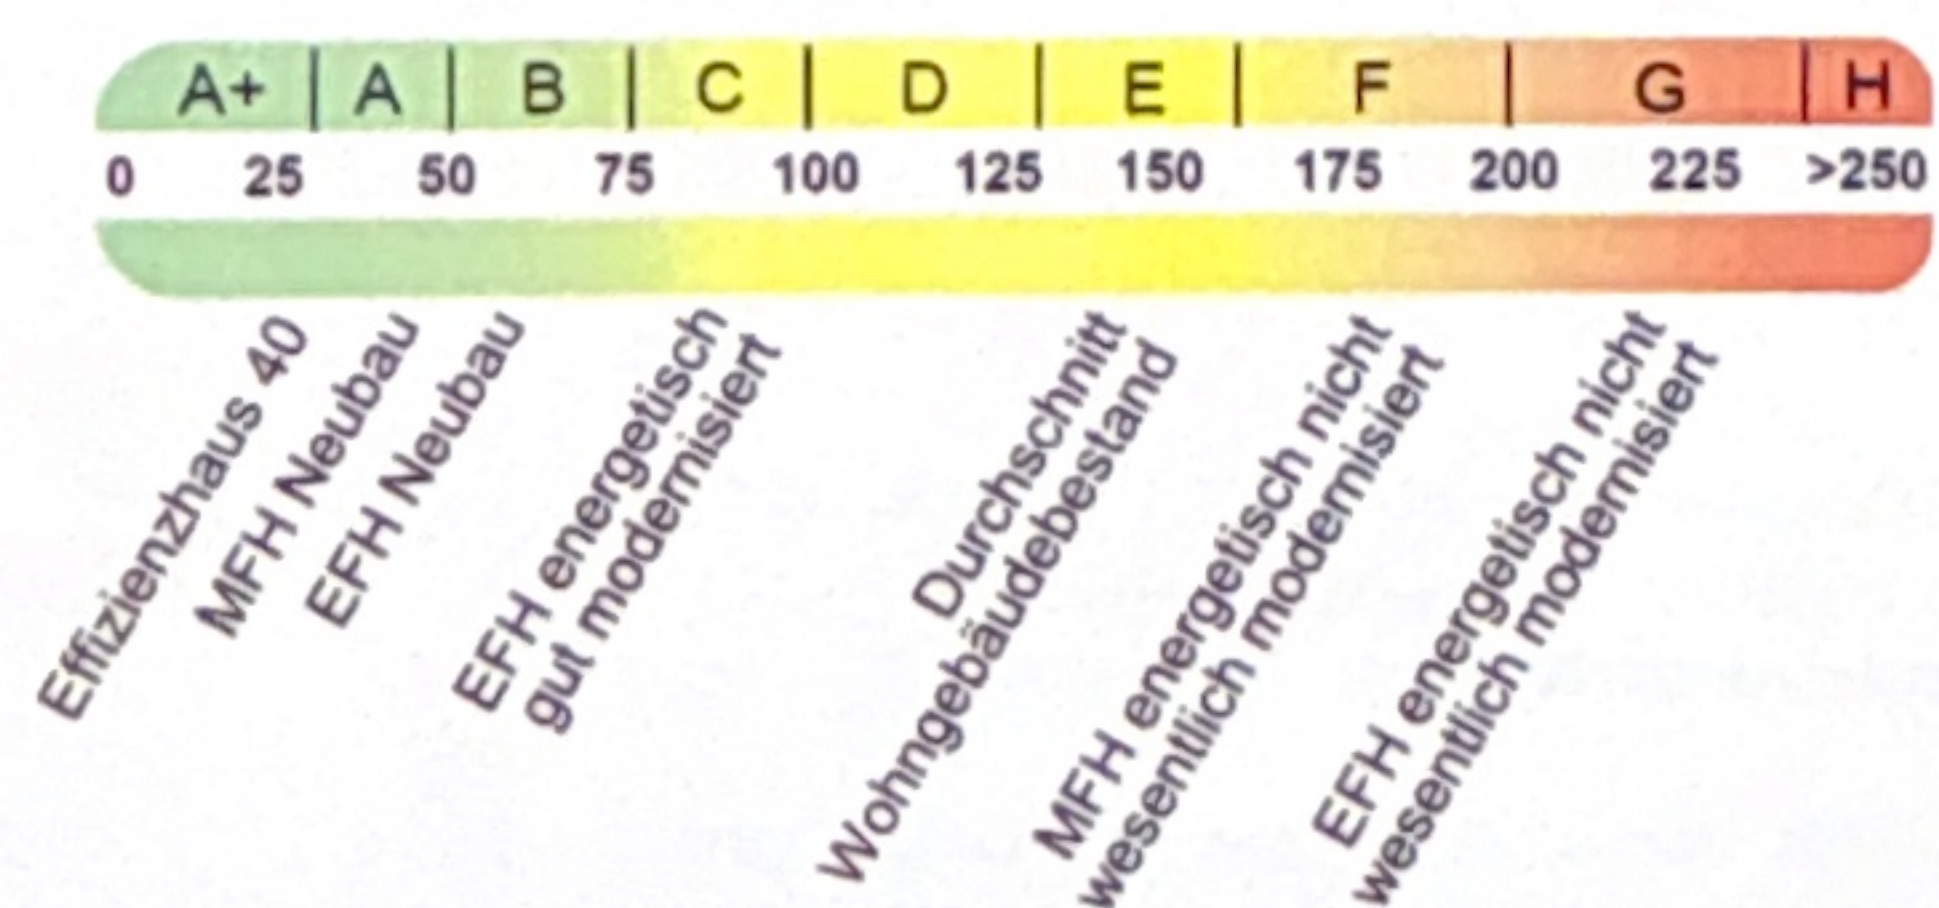 A+ | A | B | C | D | E | F | G | H
0 25 50 75 100 125 150 175 200 225 >250
Effizienzhaus 40
MFH Neubau
EFH Neubau
EFH energetisch
gut modernisiert
Durchschnitt
Wohngebäudebestand
MFH energetisch nicht
wesentlich modernisiert
EFH energetisch nicht
wesentlich modernisiert